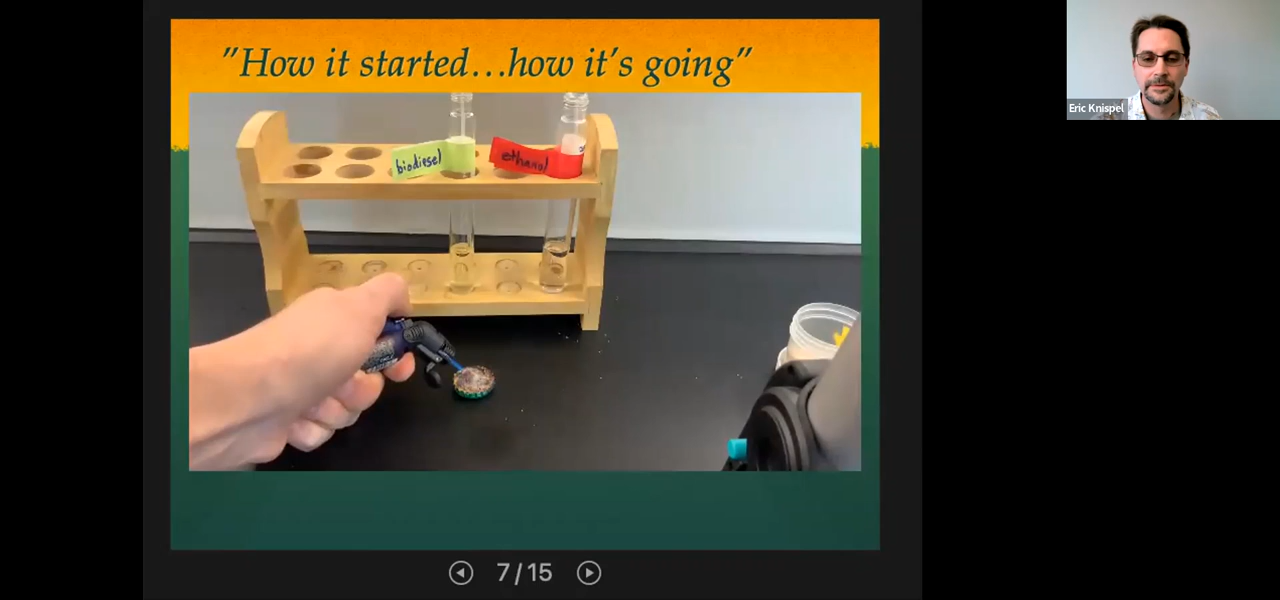 "How it started...how it's going"
biodiesel
ethanol
Eric Knispel
7/15